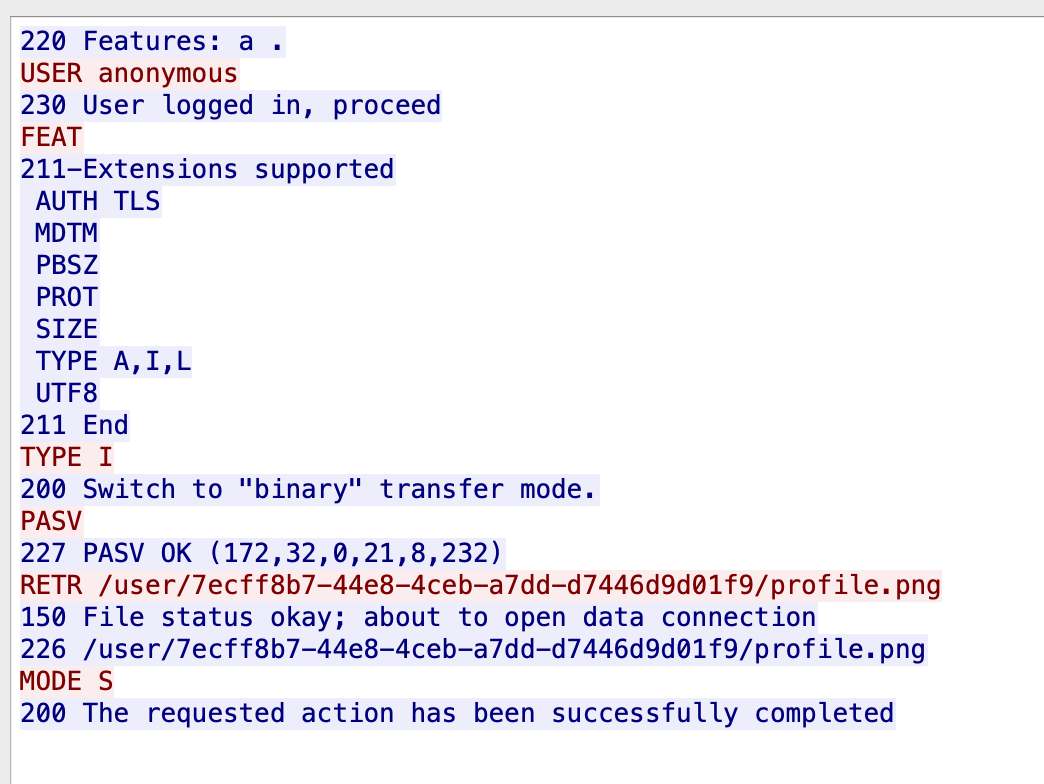 220 Features: a .
USER anonymous
230 User logged in, proceed
FEAT
211-Extensions supported
 AUTH TLS
 MDTM
 PBSZ
 PROT
 SIZE
 TYPE A,I,L
 UTF8
211 End
TYPE I
200 Switch to "binary" transfer mode.
PASV
227 PASV OK (172,32,0,21,8,232)
RETR /user/7ecff8b7-44e8-4ceb-a7dd-d7446d9d01f9/profile.png
150 File status okay; about to open data connection
226 /user/7ecff8b7-44e8-4ceb-a7dd-d7446d9d01f9/profile.png
MODE S
200 The requested action has been successfully completed